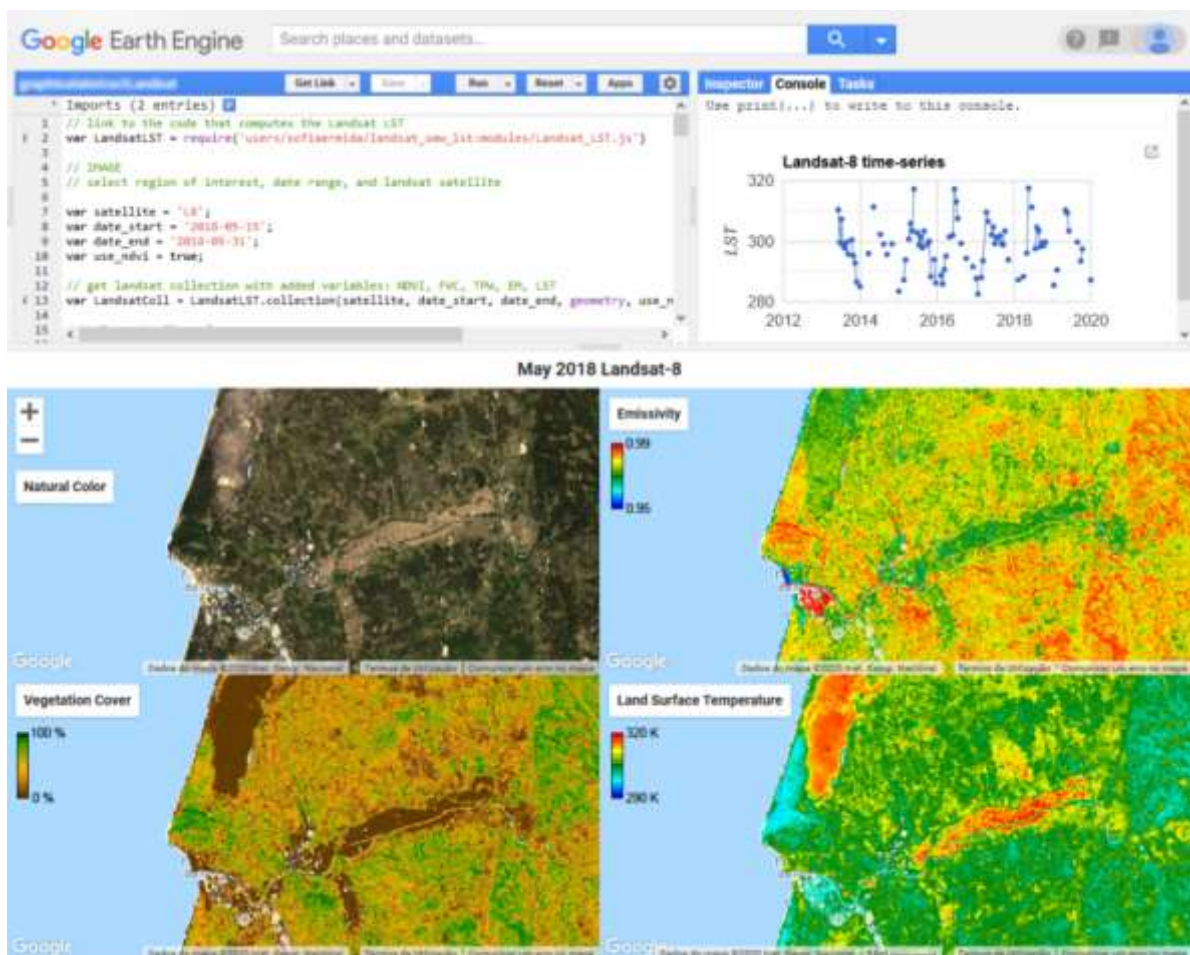 Google Earth Engine
Search places and datasets...
Get Link
Run
Reset
Apps
Inspector Console Tasks
Imports (2 entries)
Use print(...) to write to this console.
1 // link to the code that computes the Landsat LST
2 var LandsatLST = require('users/sofiaermida/landsat_smw_lst:modules/Landsat_LST.js')
3
4 // IMAGE
5 // select region of interest, date range, and landsat satellite
6
7 var satellite = 'L8';
8 var date_start = '2018-05-15';
9 var date_end = '2018-05-31';
10 var use_ndvi = true;
11
12 // get landsat collection with added variables: NDVI, FVC, TPW, EM, LST
13 var LandsatColl = LandsatLST.collection(satellite, date_start, date_end, geometry, use_n
14
15
Landsat-8 time-series
320
300
280
LST
2012 2014 2016 2018 2020
May 2018 Landsat-8
Natural Color
Google
Emissivity
0.99
0.95
Google
Termos de Utilização
Vegetation Cover
100 %
0 %
Google
Land Surface Temperature
320 K
290 K
Google